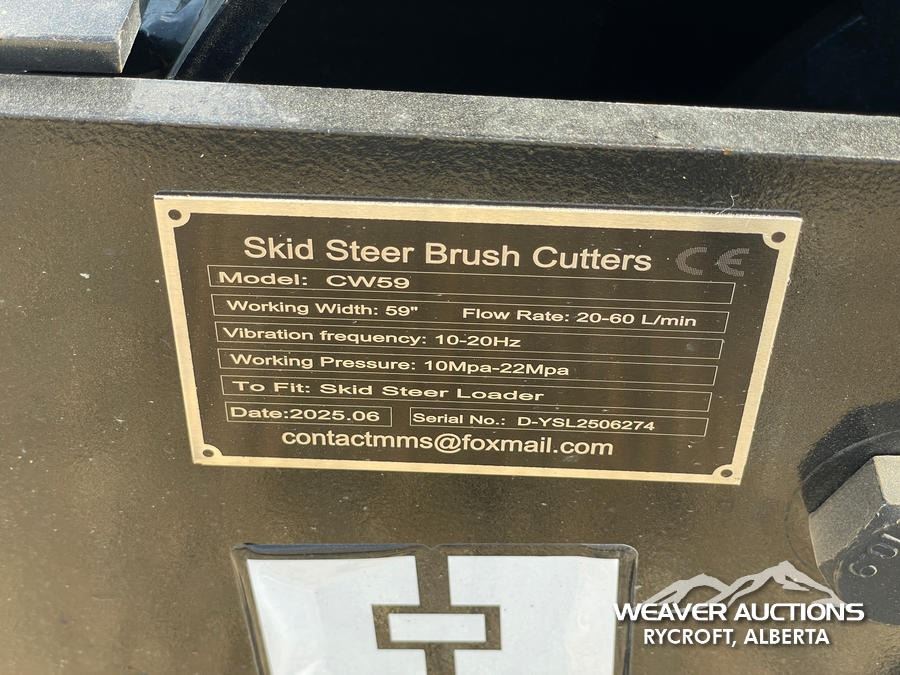 Skid Steer Brush Cutters CE
Model: CW59
Working Width: 59" Flow Rate: 20-60 L/min
Vibration frequency: 10-20Hz
Working Pressure: 10Mpa-22Mpa
To Fit: Skid Steer Loader
Date:2025.06 Serial No.: D-YSL2506274
contactmms@foxmail.com
WEAVER AUCTIONS
RYCROFT, ALBERTA